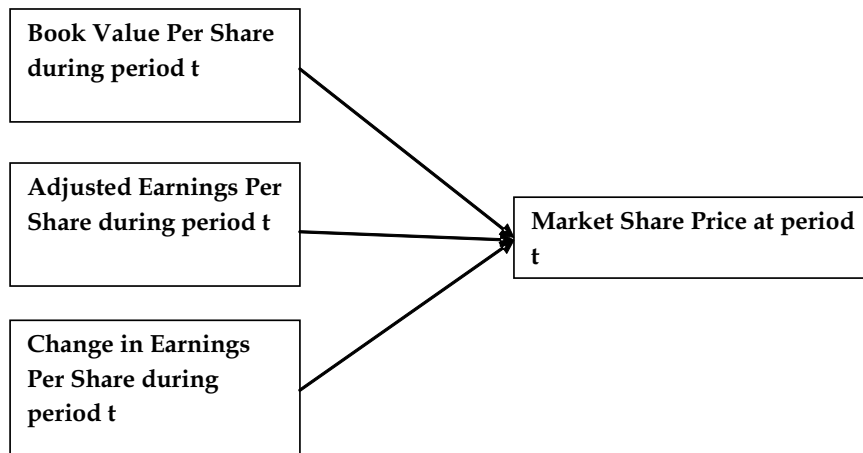 Book Value Per Share
during period t
Adjusted Earnings Per
Share during period t
Market Share Price at period
t
Change in Earnings
Per Share during
period t